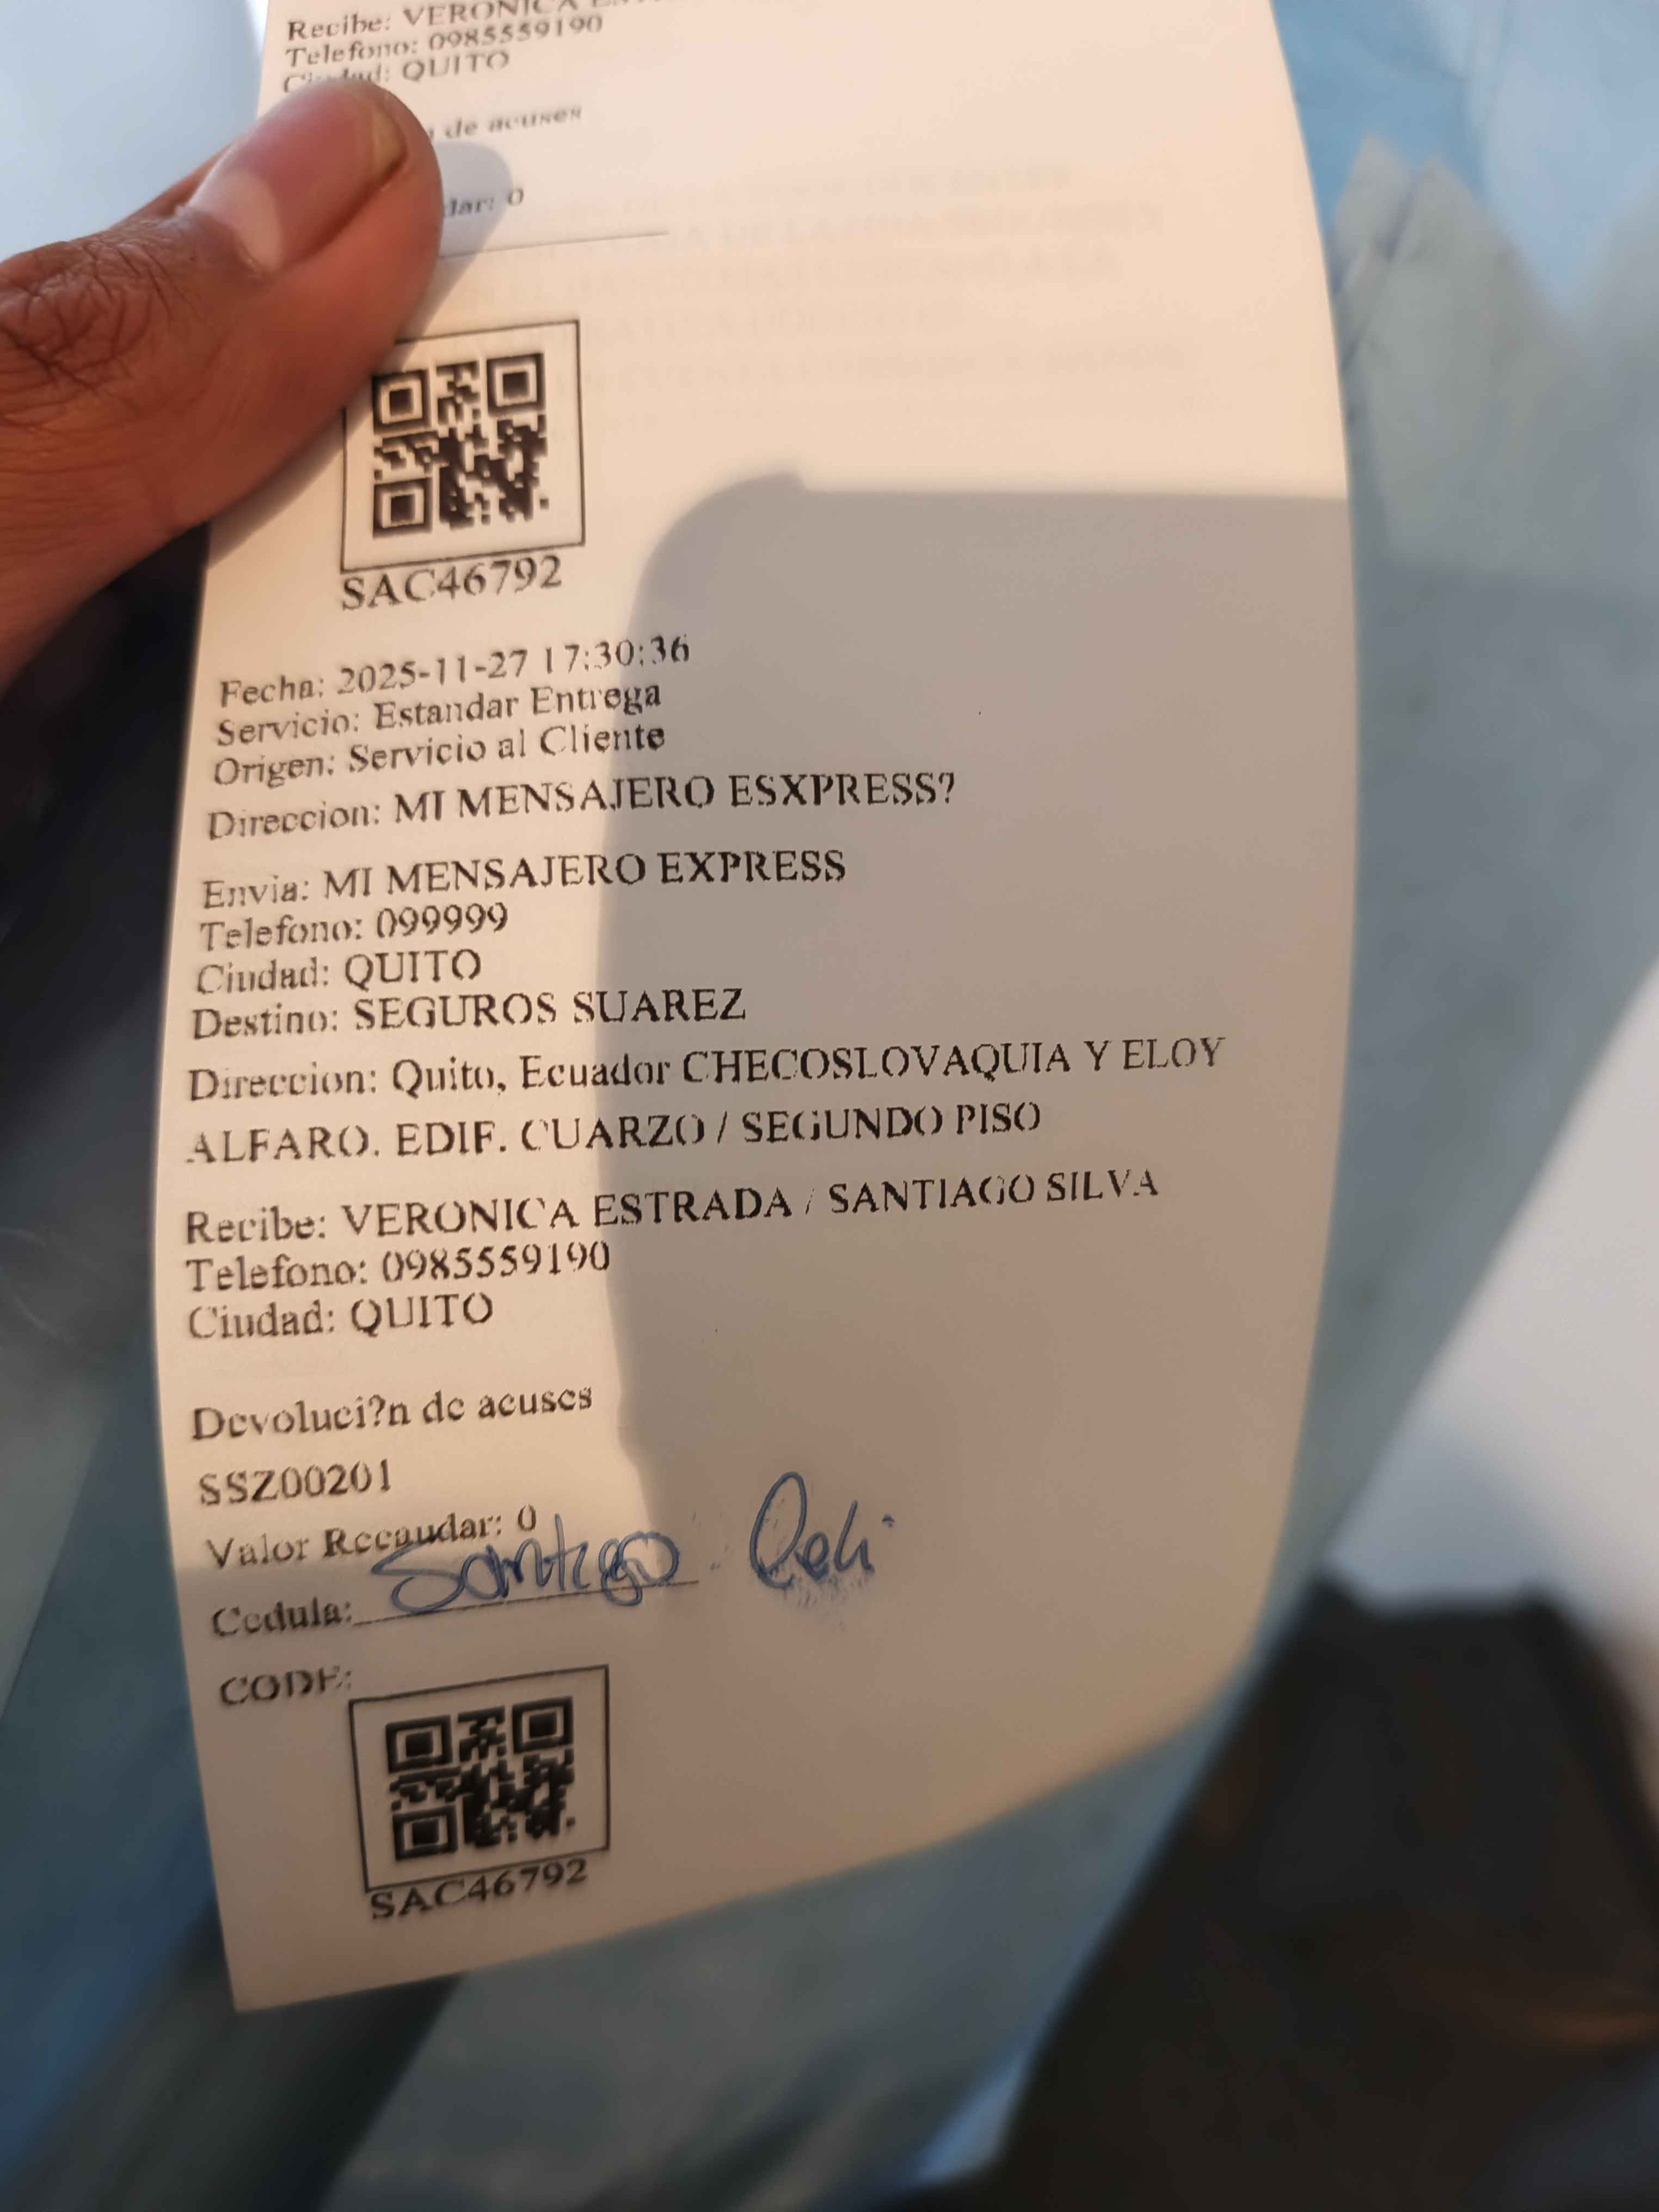 Recibe: VERONICA
Telefono: 0985559190
Ciudad: QUITO
de acuses
dar: 0
SAC46792
Fecha: 2025-11-27 17:30:36
Servicio: Estandar Entrega
Origen: Servicio al Cliente
Direccion: MI MENSAJERO ESXPRESS?
Envia: MI MENSAJERO EXPRESS
Telefono: 099999
Ciudad: QUITO
Destino: SEGUROS SUAREZ
Direccion: Quito, Ecuador CHECOSLOVAQUIA Y ELOY
ALFARO. EDIF. CUARZO / SEGUNDO PISO
Recibe: VERONICA ESTRADA / SANTIAGO SILVA
Telefono: 0985559190
Ciudad: QUITO
Devoluci?n de acuses
SSZ00201
Valor Recaudar: 0
Cedula: Santiago
CODE:
SAC46792